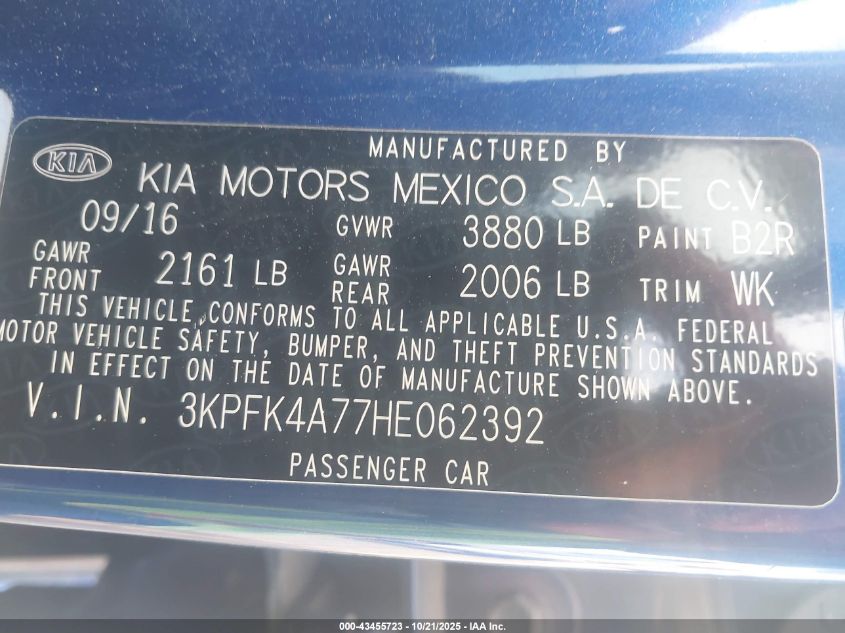 MANUFACTURED BY
KIA KIA MOTORS MEXICO S.A. DE C.V.
09/16 GVWR 3880 LB PAINT B2R
GAWR FRONT 2161 LB GAWR REAR 2006 LB TRIM WK
THIS VEHICLE CONFORMS TO ALL APPLICABLE U.S.A. FEDERAL
MOTOR VEHICLE SAFETY, BUMPER, AND THEFT PREVENTION STANDARDS
IN EFFECT ON THE DATE OF MANUFACTURE SHOWN ABOVE.
V.I.N. 3KPFK4A77HE062392
PASSENGER CAR
000-43455723 - 10/21/2025 - IAA Inc.